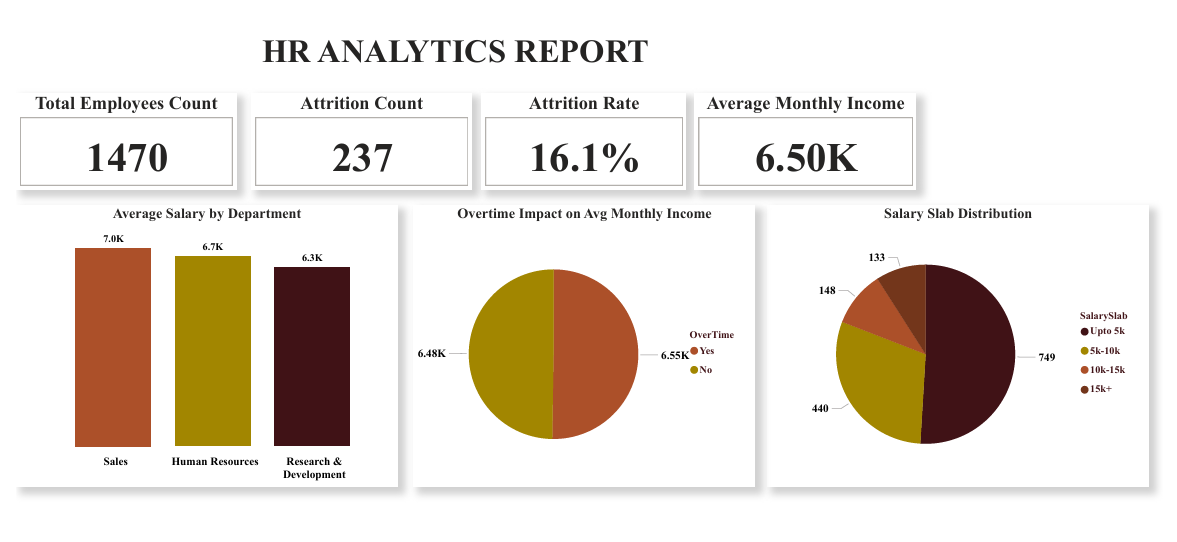 HR ANALYTICS REPORT
Total Employees Count
1470
Attrition Count
237
Attrition Rate
16.1%
Average Monthly Income
6.50K
Average Salary by Department
7.0K
6.7K
6.3K
Sales
Human Resources
Research &
Development
Overtime Impact on Avg Monthly Income
6.48K
6.55K
OverTime
Yes
No
Salary Slab Distribution
133
148
749
440
SalarySlab
Upto 5k
5k-10k
10k-15k
15k+